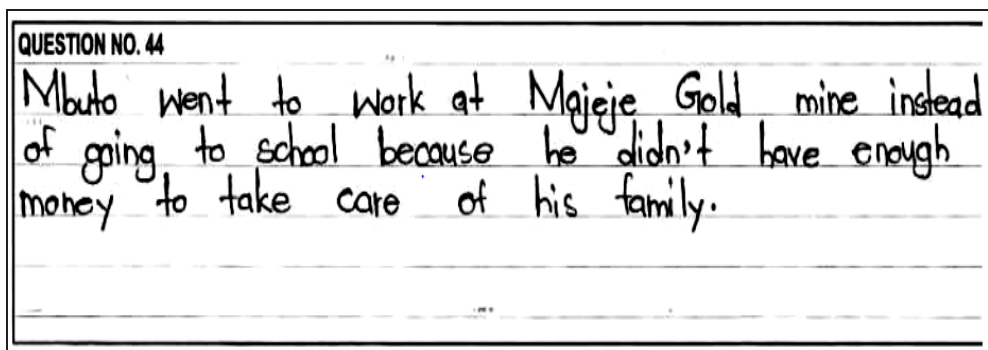 QUESTION NO. 44
Mbuto went to work at Majeje Gold mine instead
of going to school because he didn't have enough
money to take care of his family.